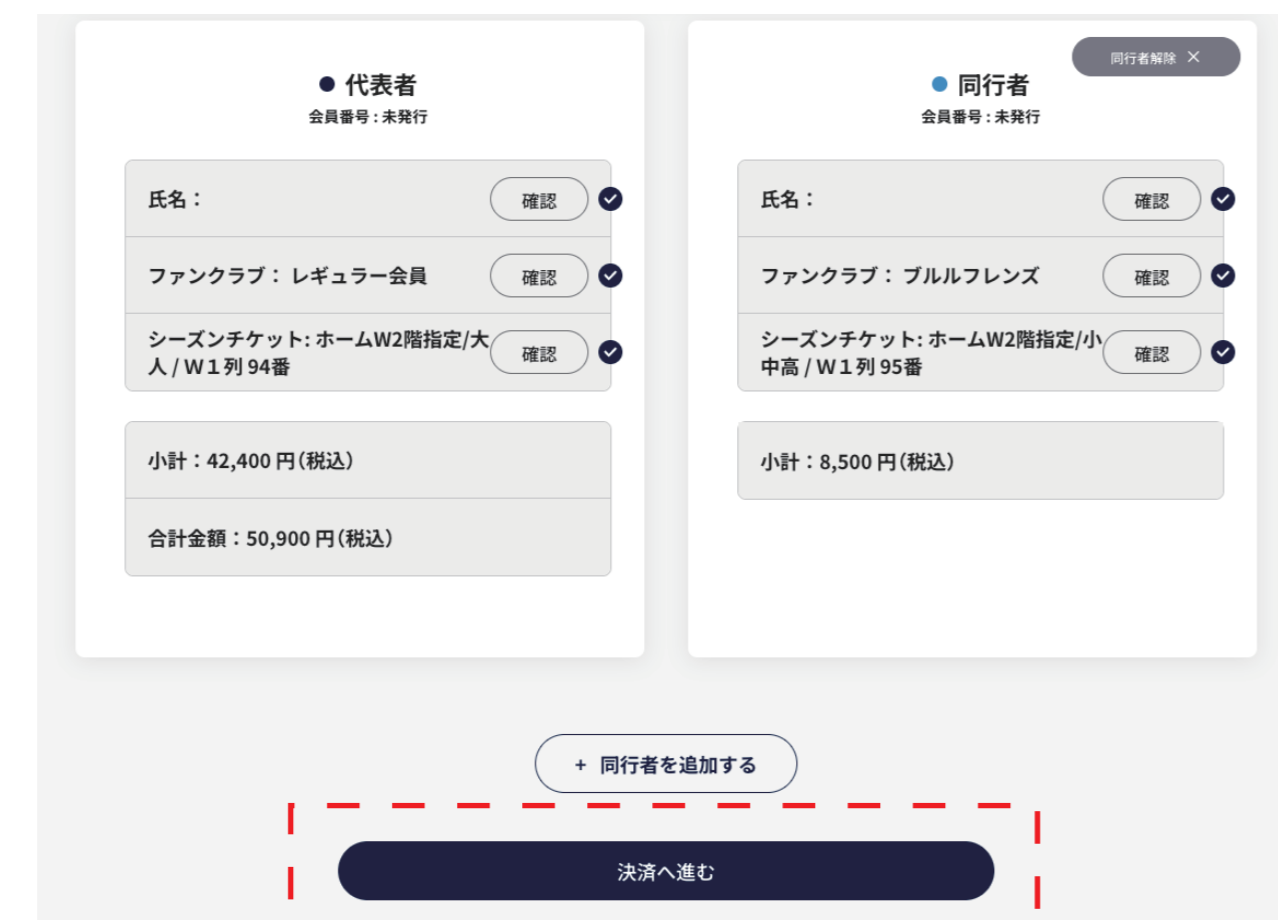 代表者
会員番号 : 未発行
氏名：
確認
ファンクラブ： レギュラー会員
確認
シーズンチケット: ホームW2階指定/大
人 / W１列 94番
確認
小計：42,400 円（税込）
合計金額：50,900 円（税込）
同行者解除 ×
同行者
会員番号 : 未発行
氏名：
確認
ファンクラブ： ブルルフレンズ
確認
シーズンチケット: ホームW2階指定/小
中高 / W１列 95番
確認
小計：8,500 円（税込）
+ 同行者を追加する
決済へ進む